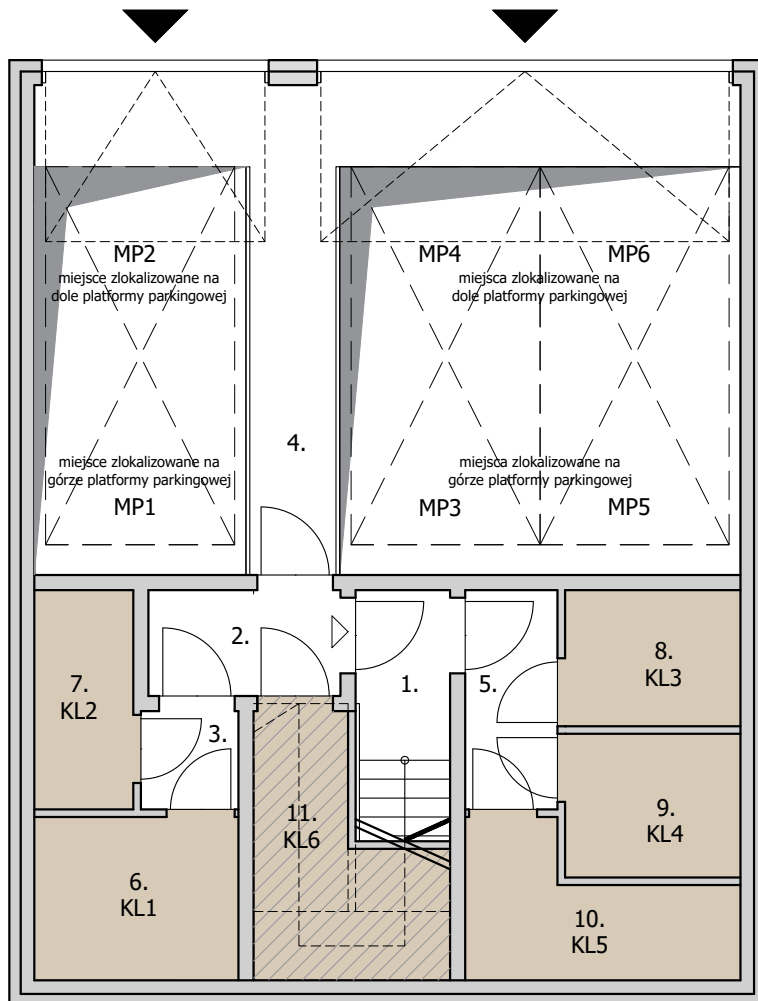 MP2
miejsce zlokalizowane na
dole platformy parkingowej
MP4
MP6
miejsca zlokalizowane na
dole platformy parkingowej
4.
miejsce zlokalizowane na
górze platformy parkingowej
MP1
miejsca zlokalizowane na
górze platformy parkingowej
MP3
MP5
2.
7.
KL2
3.
1.
5.
8.
KL3
11.
KL6
9.
KL4
6.
KL1
10.
KL5